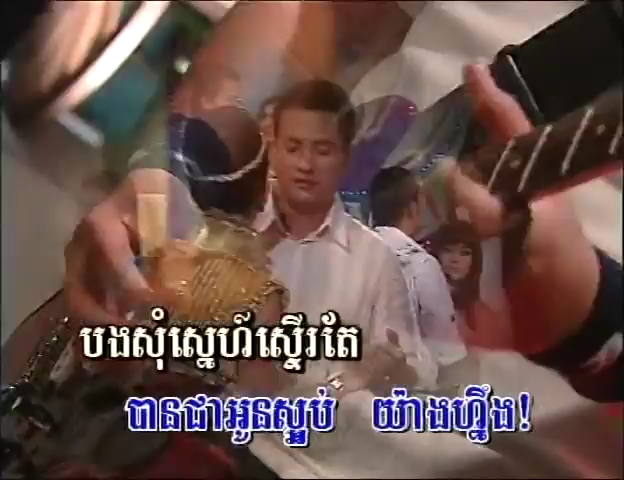 បងសុំស្នេហ៍ស្នើរតែ
បានជាអូនស្អប់ យ៉ាងហ្នឹង!